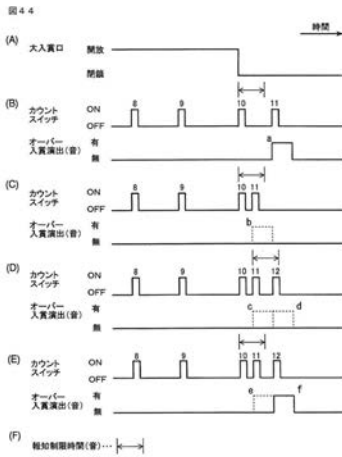 図44
時間
(A) 大入賞口 開放
閉鎖
(B) カウント スイッチ ON OFF 8 9 10 11
オーバー 入賞演出(音) 有 無 a
(C) カウント スイッチ ON OFF 8 9 10 11
オーバー 入賞演出(音) 有 無 b
(D) カウント スイッチ ON OFF 8 9 10 11 12
オーバー 入賞演出(音) 有 無 c d
(E) カウント スイッチ ON OFF 8 9 10 11 12
オーバー 入賞演出(音) 有 無 e f
(F) 報知制限時間(音)…